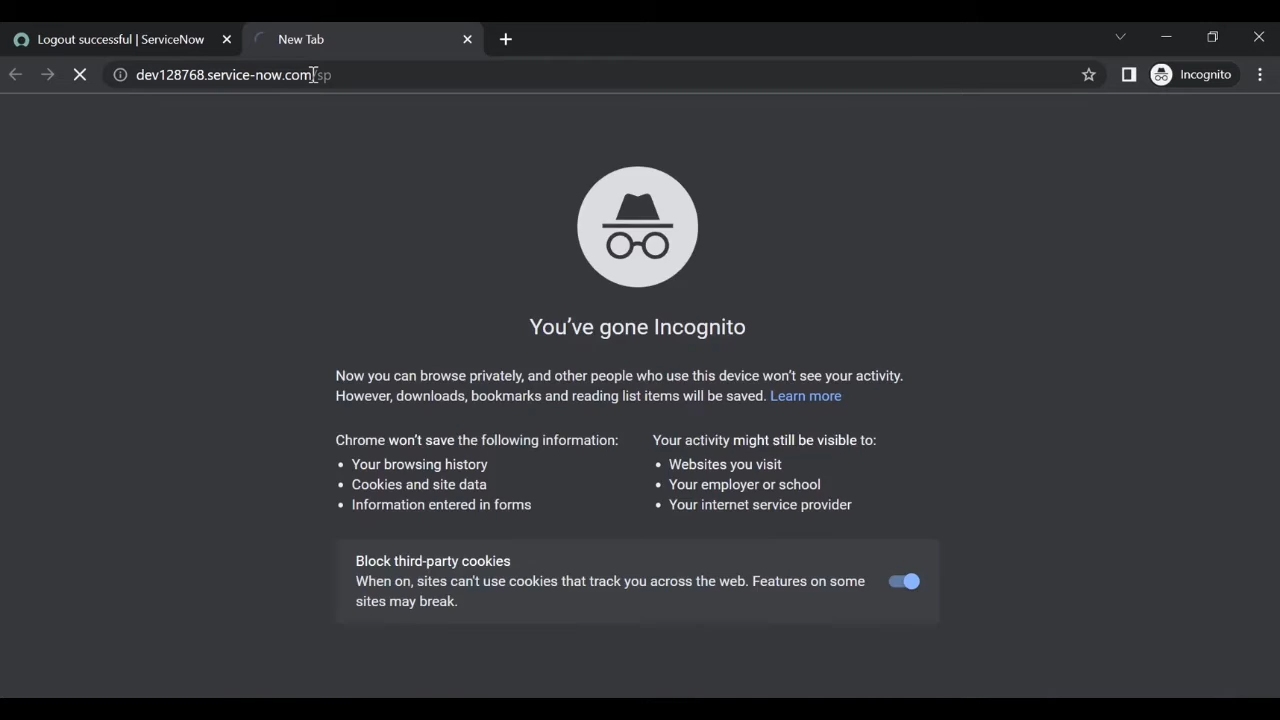 Logout successful | ServiceNow
New Tab
dev128768.service-now.com/sp
Incognito
You've gone Incognito
Now you can browse privately, and other people who use this device won't see your activity.
However, downloads, bookmarks and reading list items will be saved. Learn more
Chrome won't save the following information:
• Your browsing history
• Cookies and site data
• Information entered in forms
Your activity might still be visible to:
• Websites you visit
• Your employer or school
• Your internet service provider
Block third-party cookies
When on, sites can't use cookies that track you across the web. Features on some
sites may break.